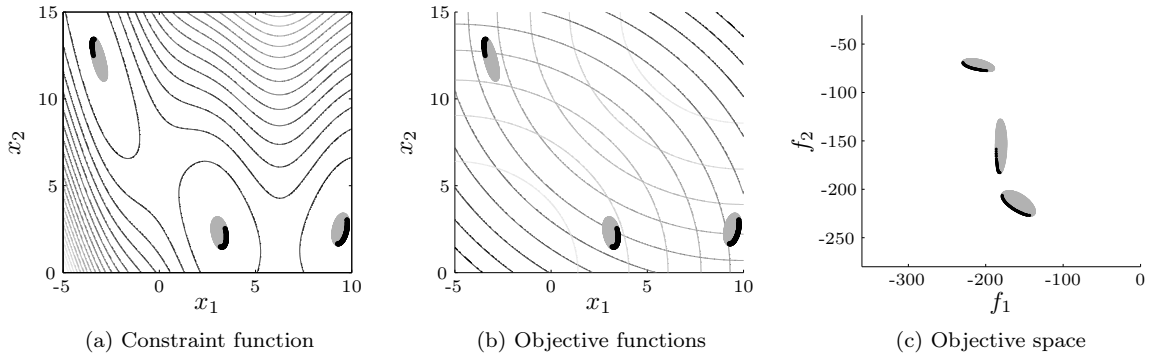 15
10
5
0
x₂
-5 0 5 10
x₁
(a) Constraint function
15
10
5
0
x₂
-5 0 5 10
x₁
(b) Objective functions
-50
-100
-150
-200
-250
f₂
-300 -200 -100 0
f₁
(c) Objective space